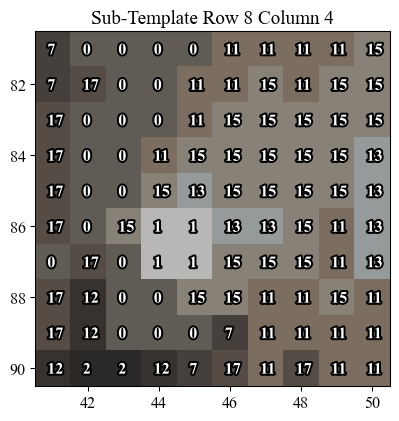 Sub-Template Row 8 Column 4
7 0 0 0 0 11 11 11 11 15
82 7 17 0 0 11 11 15 11 15 15
17 0 0 0 11 15 15 15 15 15
84 17 0 0 11 15 15 15 15 15 13
17 0 0 15 13 15 15 15 15 13
86 17 0 15 1 1 13 13 15 11 13
0 17 0 1 1 15 15 15 11 13
88 17 12 0 0 15 15 11 11 15 11
17 12 0 0 0 7 11 11 11 11
90 12 2 2 12 7 17 11 17 11 11
42 44 46 48 50